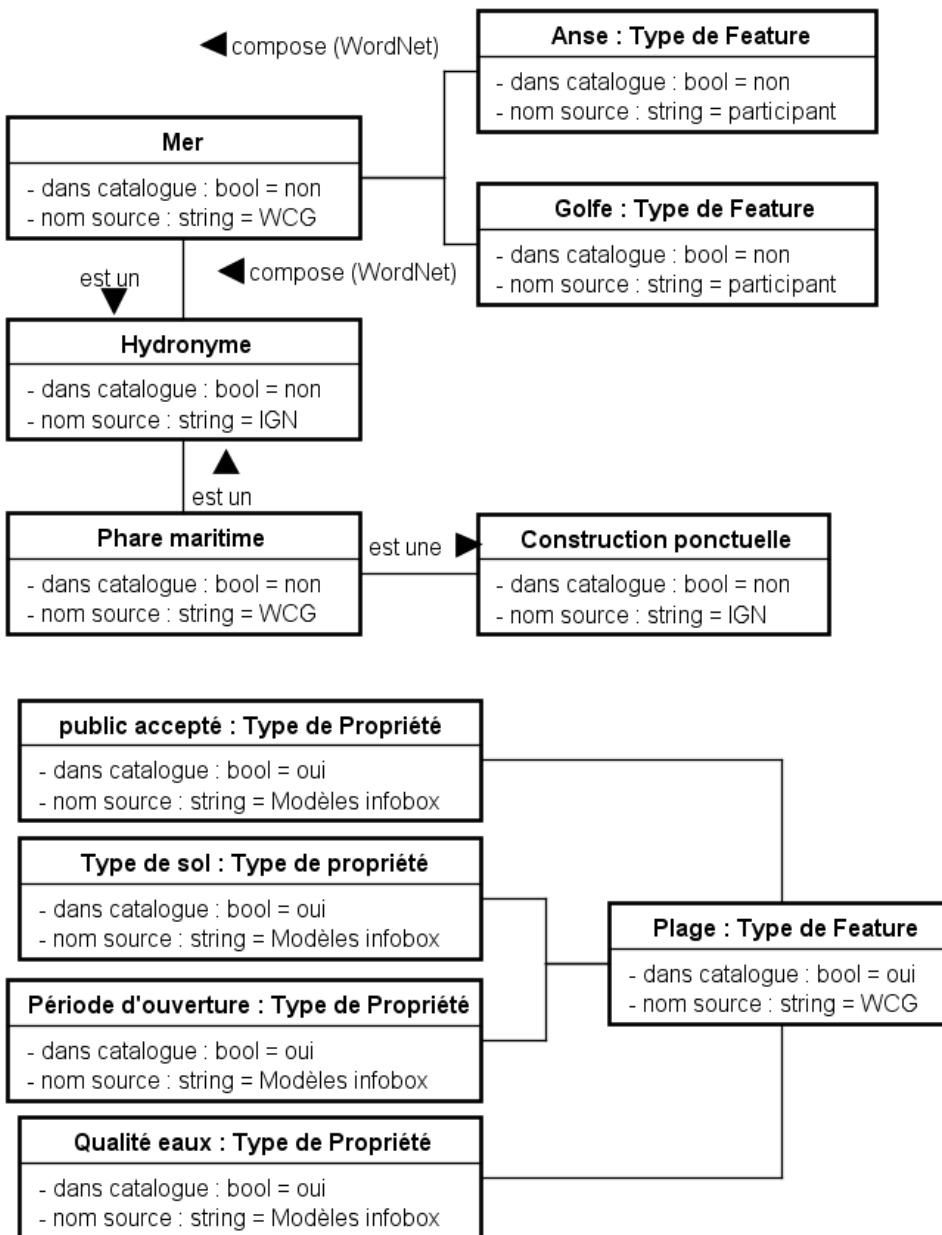 compose (WordNet)
Anse : Type de Feature
- dans catalogue : bool = non
- nom source : string = participant
Mer
- dans catalogue : bool = non
- nom source : string = WCG
Golfe : Type de Feature
- dans catalogue : bool = non
- nom source : string = participant
compose (WordNet)
est un
Hydronyme
- dans catalogue : bool = non
- nom source : string = IGN
est un
Phare maritime
- dans catalogue : bool = non
- nom source : string = WCG
est une
Construction ponctuelle
- dans catalogue : bool = non
- nom source : string = IGN
public accepté : Type de Propriété
- dans catalogue : bool = oui
- nom source : string = Modèles infobox
Type de sol : Type de propriété
- dans catalogue : bool = oui
- nom source : string = Modèles infobox
Plage : Type de Feature
- dans catalogue : bool = oui
- nom source : string = WCG
Période d'ouverture : Type de Propriété
- dans catalogue : bool = oui
- nom source : string = Modèles infobox
Qualité eaux : Type de Propriété
- dans catalogue : bool = oui
- nom source : string = Modèles infobox